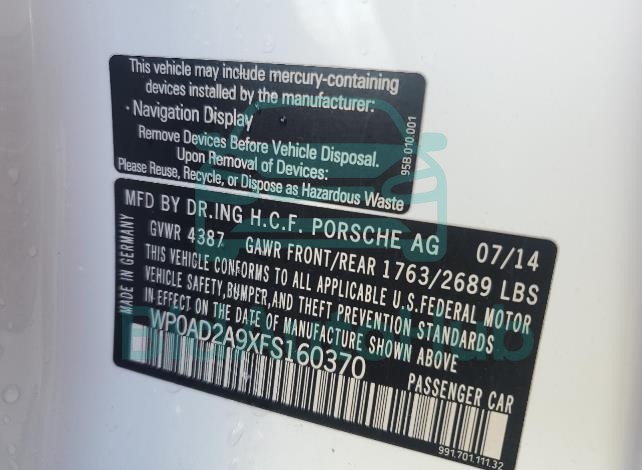 This vehicle may include mercury-containing
devices installed by the manufacturer:
· Navigation Display
Remove Devices Before Vehicle Disposal.
Upon Removal of Devices:
Please Reuse, Recycle, or Dispose as Hazardous Waste
95B.010.001
MFD BY DR.ING H.C.F. PORSCHE AG 07/14
GVWR 4387 GAWR FRONT/REAR 1763/2689 LBS
THIS VEHICLE CONFORMS TO ALL APPLICABLE U.S.FEDERAL MOTOR
VEHICLE SAFETY,BUMPER,AND THEFT PREVENTION STANDARDS
IN EFFECT ON THE DATE OF MANUFACTURE SHOWN ABOVE
WP0AD2A9XFS160370
PASSENGER CAR
991.701.111.32
MADE IN GERMANY